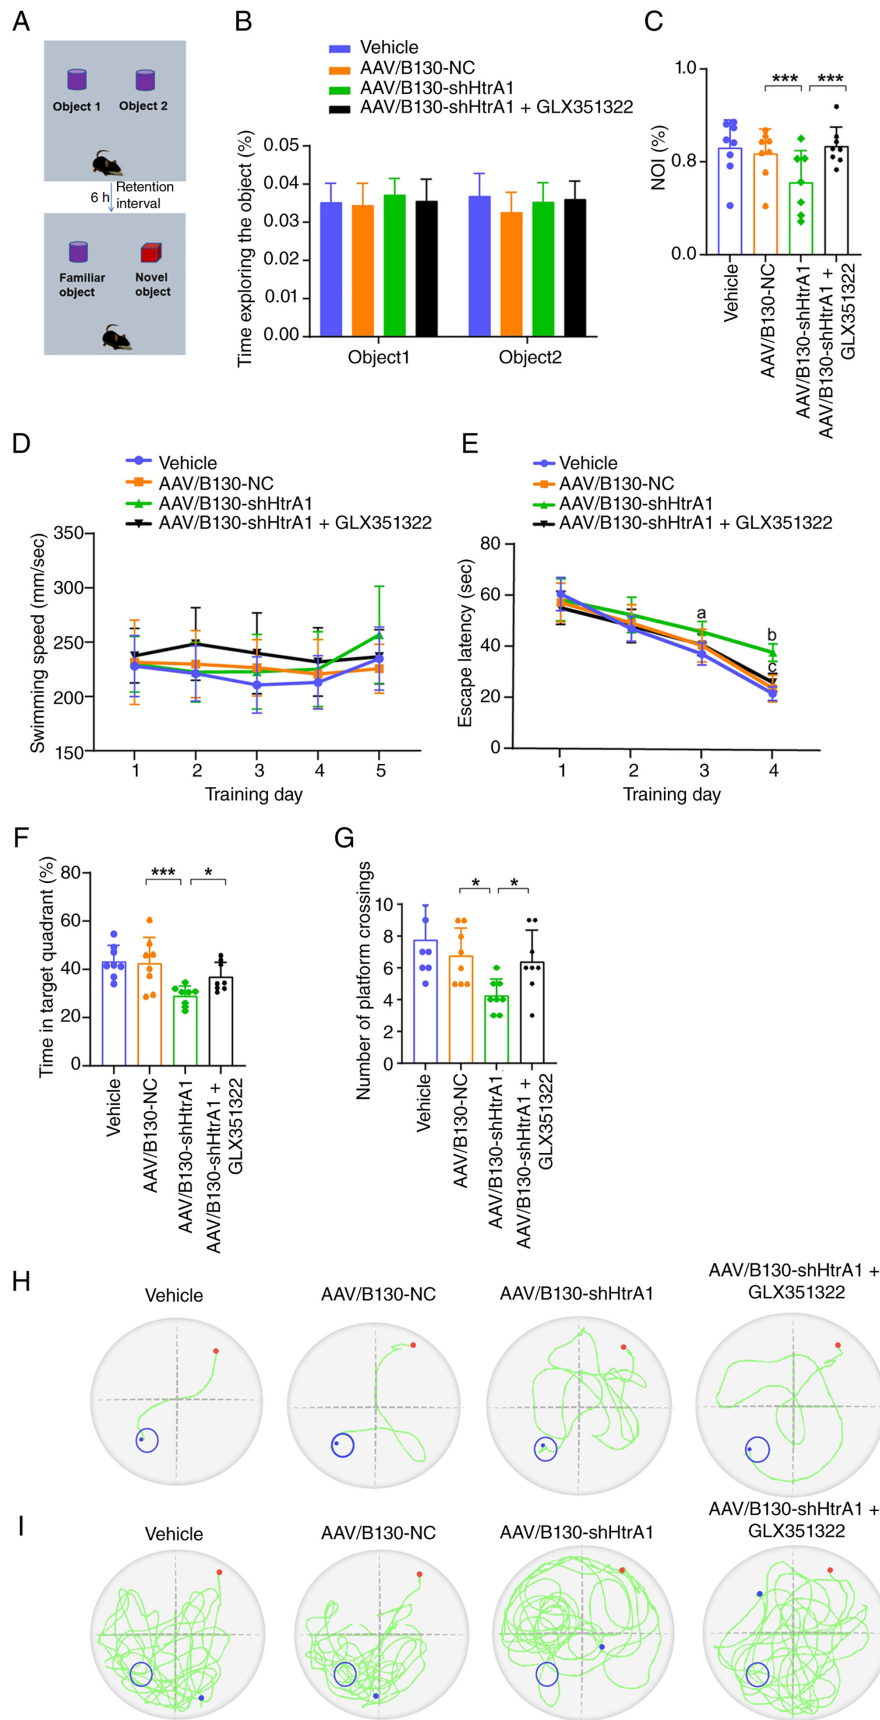 A
Object 1
Object 2
6 h
Retention
interval
Familiar
object
Novel
object
B
Vehicle
AAV/B130-NC
AAV/B130-shHtrA1
AAV/B130-shHtrA1 + GLX351322
Time exploring the object (%)
0.05
0.04
0.03
0.02
0.01
0.00
Object1
Object2
C
NOI (%)
1.0
0.8
0.0
***
***
Vehicle
AAV/B130-NC
AAV/B130-shHtrA1
AAV/B130-shHtrA1 +
GLX351322
D
Vehicle
AAV/B130-NC
AAV/B130-shHtrA1
AAV/B130-shHtrA1 + GLX351322
Swimming speed (mm/sec)
350
300
250
200
150
1
2
3
4
5
Training day
E
Vehicle
AAV/B130-NC
AAV/B130-shHtrA1
AAV/B130-shHtrA1 + GLX351322
Escape latency (sec)
80
60
40
20
0
a
b
c
1
2
3
4
Training day
F
Time in target quadrant (%)
80
60
40
20
0
***
*
Vehicle
AAV/B130-NC
AAV/B130-shHtrA1
AAV/B130-shHtrA1 +
GLX351322
G
Number of platform crossings
10
8
6
4
2
0
*
*
Vehicle
AAV/B130-NC
AAV/B130-shHtrA1
AAV/B130-shHtrA1 +
GLX351322
H
Vehicle
AAV/B130-NC
AAV/B130-shHtrA1
AAV/B130-shHtrA1 +
GLX351322
I
Vehicle
AAV/B130-NC
AAV/B130-shHtrA1
AAV/B130-shHtrA1 +
GLX351322